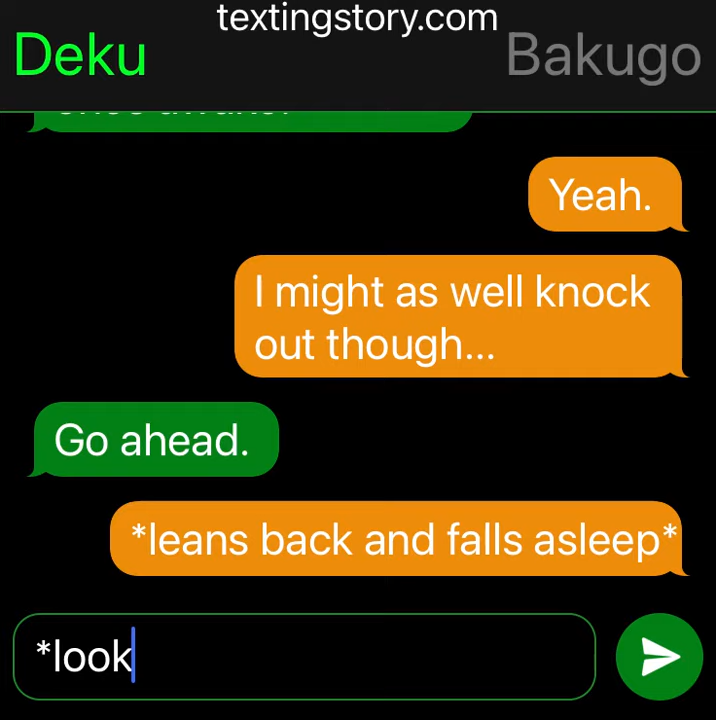 textingstory.com
Deku
Bakugo
Yeah.
I might as well knock
out though...
Go ahead.
*leans back and falls asleep*
*look